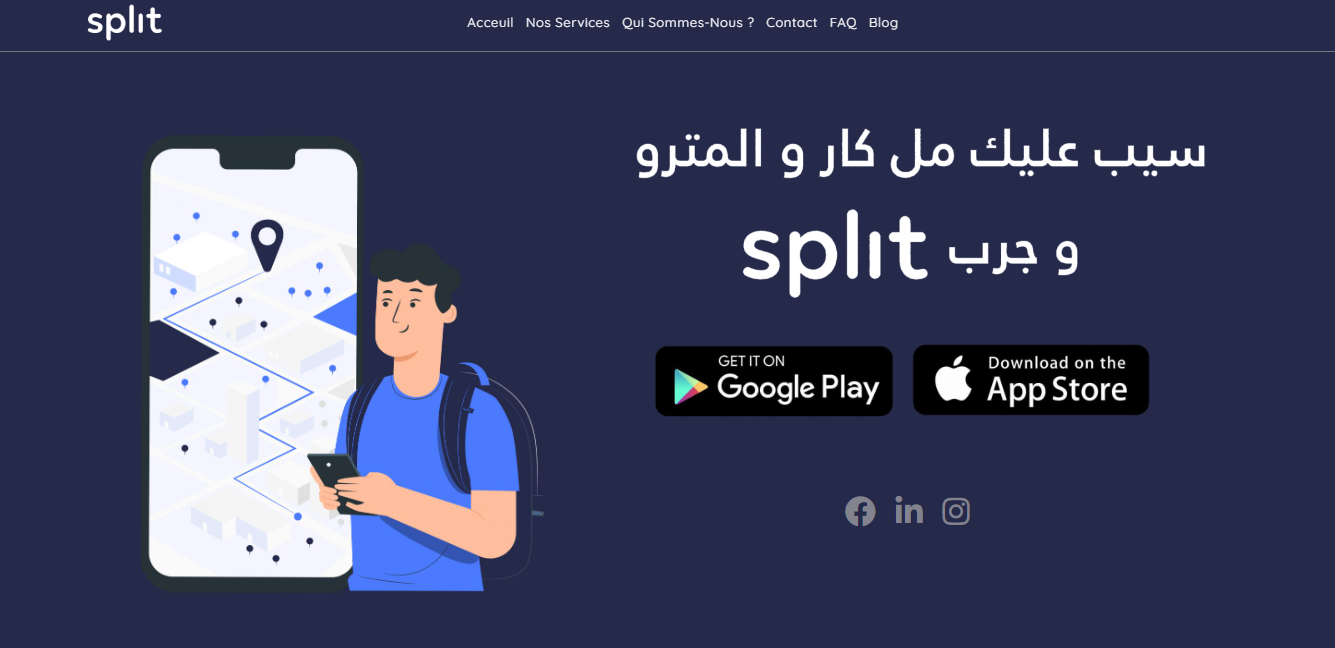 split
Acceuil Nos Services Qui Sommes-Nous ? Contact FAQ Blog
سيب عليك مل كار و المترو
و جرب split
GET IT ON
Google Play
Download on the
App Store